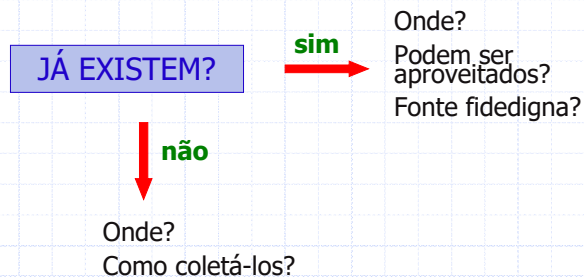 Onde?
sim
JÁ EXISTEM?
Podem ser
aproveitados?
Fonte fidedigna?
não
Onde?
Como coletá-los?